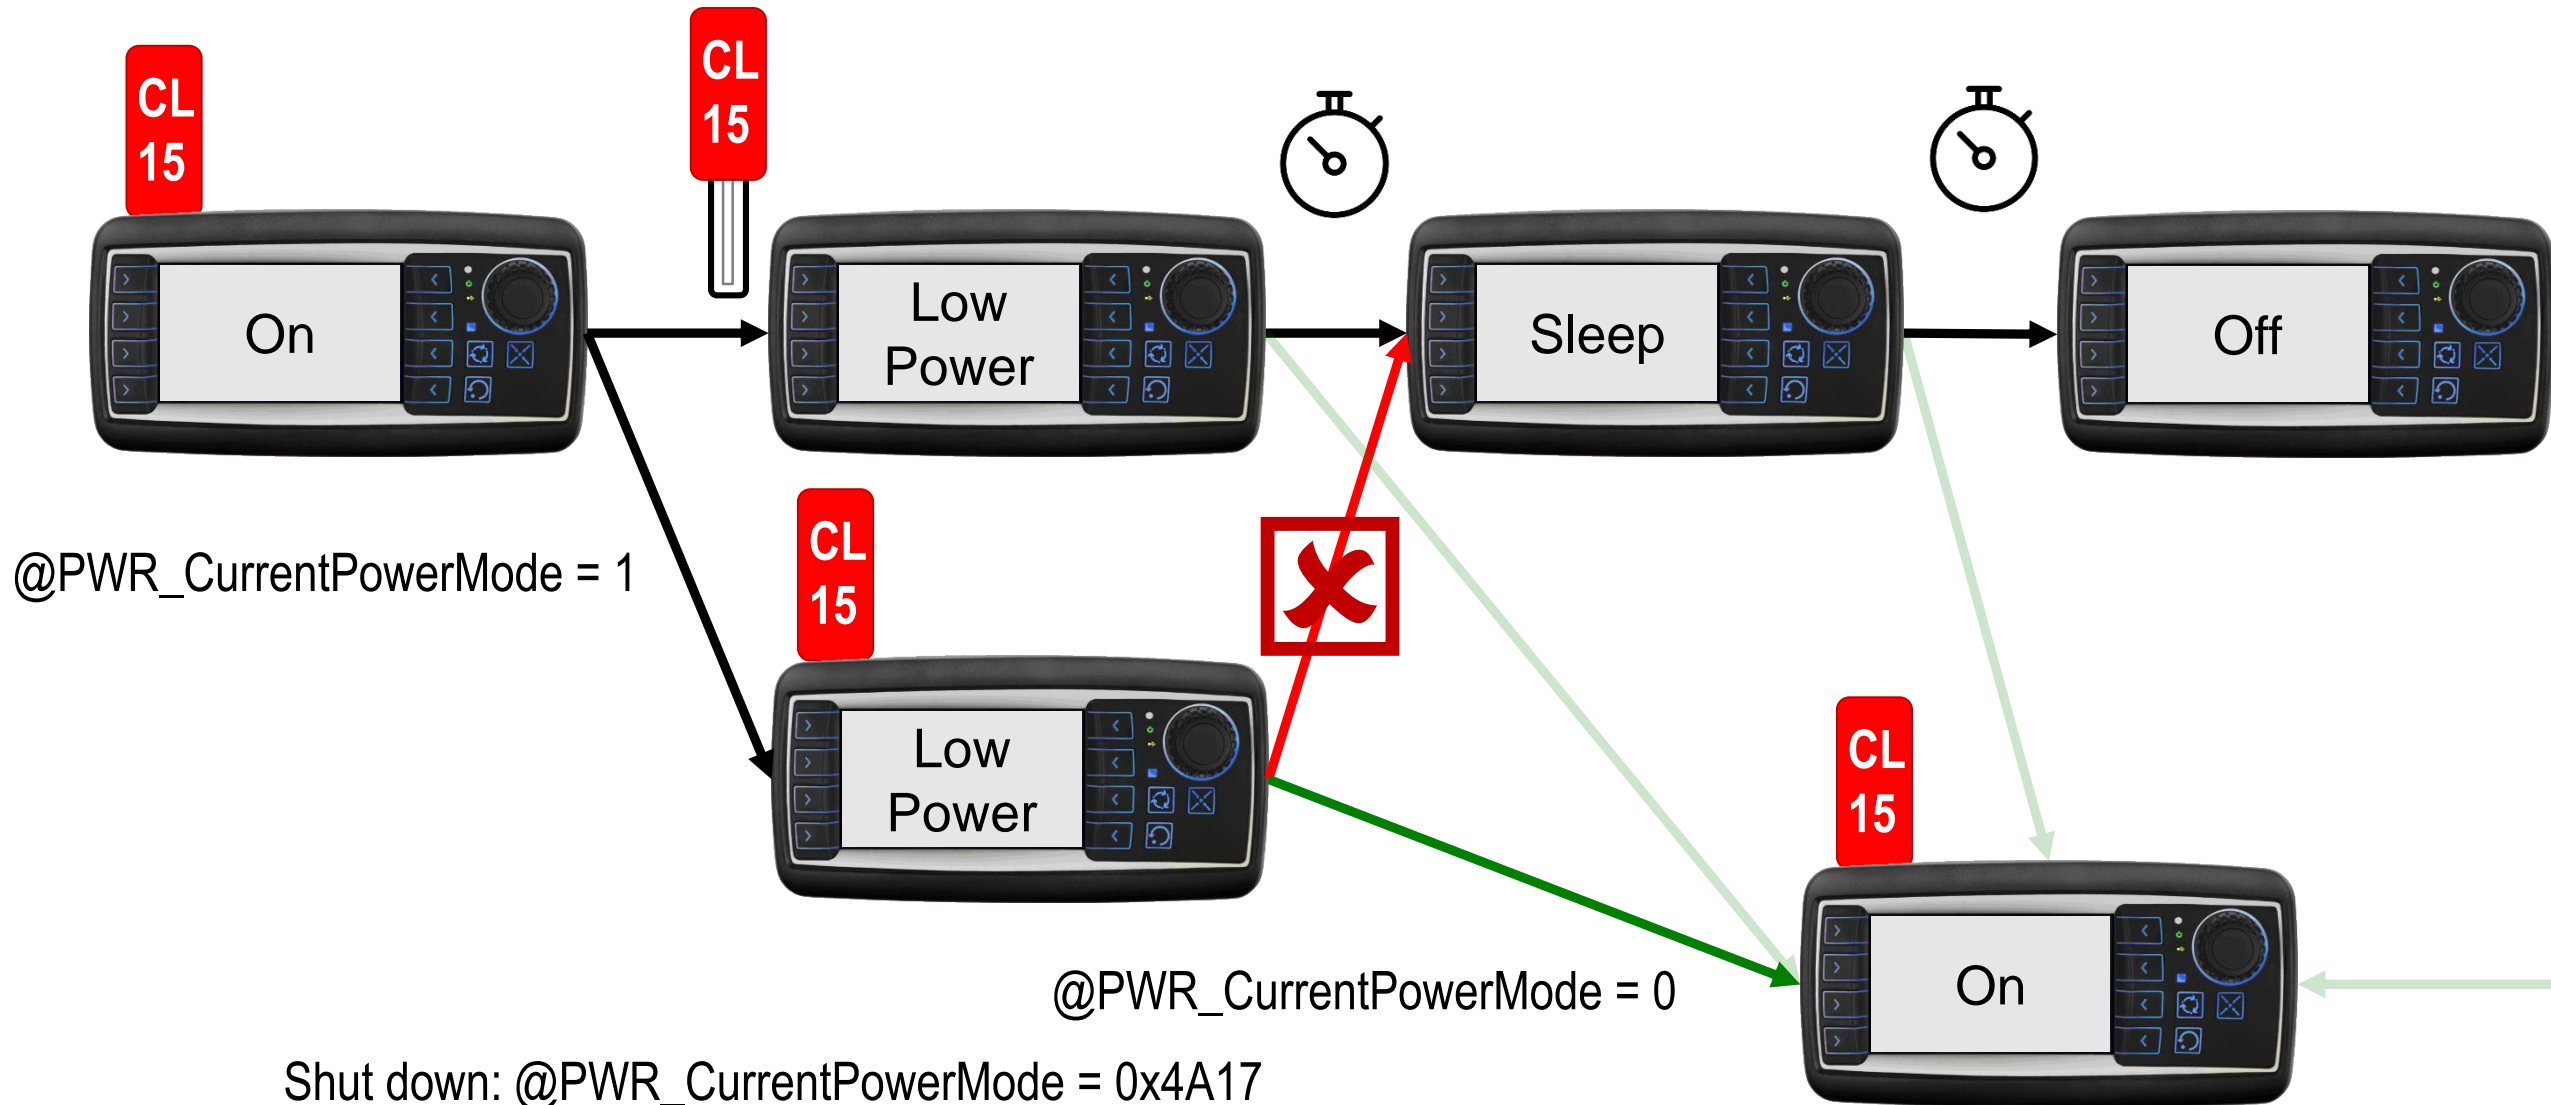 CL
15
CL
15
On
Low
Power
Sleep
Off
@PWR_CurrentPowerMode = 1
CL
15
Low
Power
CL
15
On
@PWR_CurrentPowerMode = 0
Shut down: @PWR_CurrentPowerMode = 0x4A17